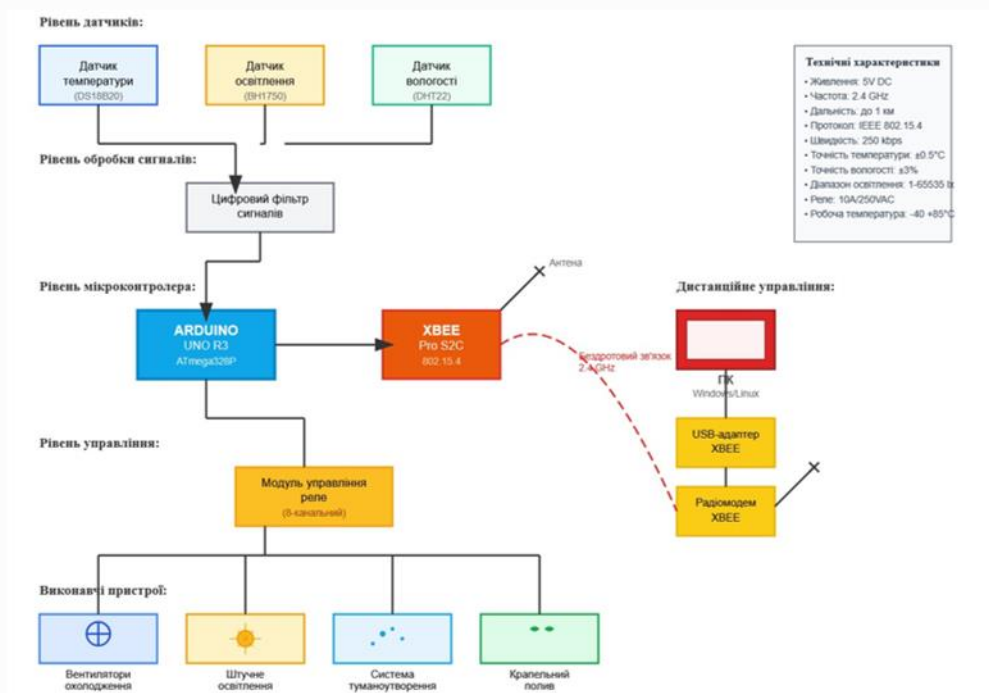 Рівень датчиків:
Датчик
температури
(DS18B20)
Датчик
освітлення
(BH1750)
Датчик
вологості
(DHT22)
Технічні характеристики
• Живлення: 5V DC
• Частота: 2.4 GHz
• Дальність: до 1 км
• Протокол: IEEE 802.15.4
• Швидкість: 250 kbps
• Точність температури: ±0.5°C
• Точність вологості: ±3%
• Діапазон освітлення: 1-65535 lx
• Реле: 10A/250VAC
• Робоча температура: -40 +85°C
Рівень обробки сигналів:
Цифровий фільтр
сигналів
Рівень мікроконтролера:
ARDUINO
UNO R3
ATmega328P
XBEE
Pro S2C
802.15.4
Антена
Бездротовий зв'язок
2.4 GHz
Дистанційне управління:
ПК
Windows/Linux
USB-адаптер
XBEE
Радіомодем
XBEE
Рівень управління:
Модуль управління
реле
(8-канальний)
Виконавчі пристрої:
Вентилятори
охолодження
Штучне
освітлення
Система
туманоутворення
Крапельний
полив